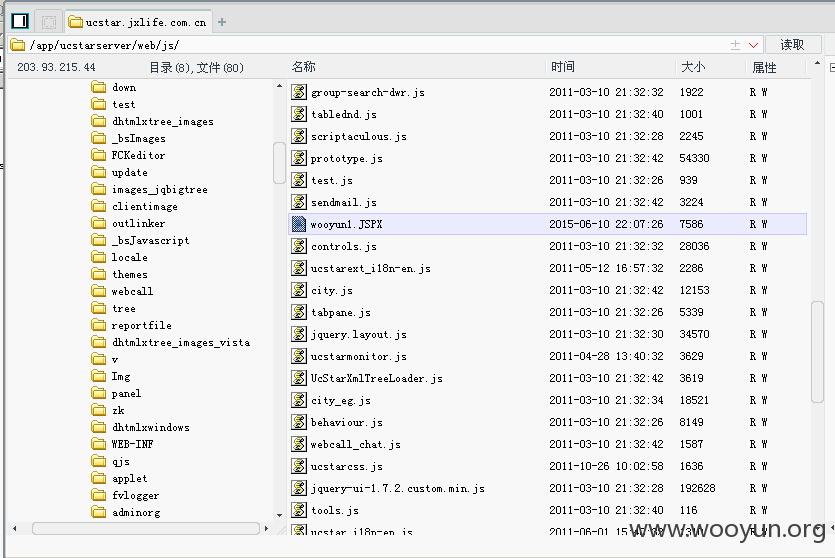 ucstar.jxlife.com.cn
/app/ucstarserver/web/js/ 读取
203.93.215.44 目录(8),文件(80) 名称 时间 大小 属性
down
test
dhtmlxtree_images
_bsImages
FCKeditor
update
images_jqbigtree
clientimage
outlinker
_bsJavascript
locale
themes
webcall
tree
reportfile
dhtmlxtree_images_vista
v
Img
panel
zk
dhtmlxwindows
WEB-INF
qjs
applet
fvlogger
adminorg
group-search-dwr.js 2011-03-10 21:32:32 1922 R W
tablednd.js 2011-03-10 21:32:40 1001 R W
scriptaculous.js 2011-03-10 21:32:28 2245 R W
prototype.js 2011-03-10 21:32:42 54330 R W
test.js 2011-03-10 21:32:26 939 R W
sendmail.js 2011-03-10 21:32:42 3224 R W
wooyun1.JSPX 2015-06-10 22:07:26 7586 R W
controls.js 2011-03-10 21:32:32 28036 R W
ucstarext_i18n-en.js 2011-05-12 16:57:32 2286 R W
city.js 2011-03-10 21:32:42 12153 R W
tabpane.js 2011-03-10 21:32:26 5339 R W
jquery.layout.js 2011-03-10 21:32:30 34570 R W
ucstarmonitor.js 2011-04-28 13:40:32 3629 R W
UcStarXmlTreeLoader.js 2011-03-10 21:32:42 3619 R W
city_eg.js 2011-03-10 21:32:34 18521 R W
behaviour.js 2011-03-10 21:32:26 8149 R W
webcall_chat.js 2011-03-10 21:32:42 1587 R W
ucstarcss.js 2011-10-26 10:02:58 1636 R W
jquery-ui-1.7.2.custom.min.js 2011-03-10 21:32:28 192628 R W
tools.js 2011-03-10 21:32:40 116 R W
ucstar_i18n-en.js 2011-06-01
www.wooyun.org